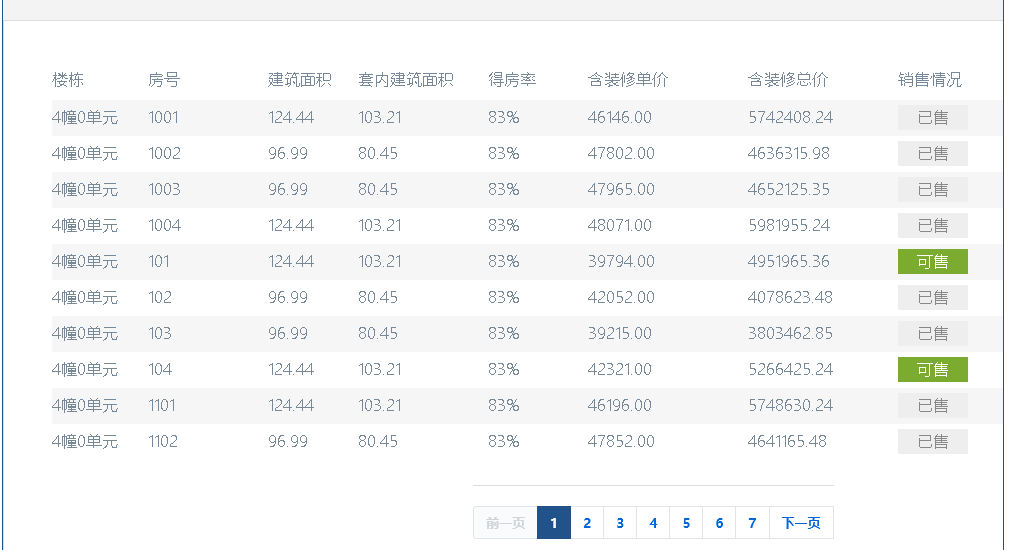 楼栋 房号 建筑面积 套内建筑面积 得房率 含装修单价 含装修总价 销售情况
4幢0单元 1001 124.44 103.21 83% 46146.00 5742408.24 已售
4幢0单元 1002 96.99 80.45 83% 47802.00 4636315.98 已售
4幢0单元 1003 96.99 80.45 83% 47965.00 4652125.35 已售
4幢0单元 1004 124.44 103.21 83% 48071.00 5981955.24 已售
4幢0单元 101 124.44 103.21 83% 39794.00 4951965.36 可售
4幢0单元 102 96.99 80.45 83% 42052.00 4078623.48 已售
4幢0单元 103 96.99 80.45 83% 39215.00 3803462.85 已售
4幢0单元 104 124.44 103.21 83% 42321.00 5266425.24 可售
4幢0单元 1101 124.44 103.21 83% 46196.00 5748630.24 已售
4幢0单元 1102 96.99 80.45 83% 47852.00 4641165.48 已售
前一页 1 2 3 4 5 6 7 下一页